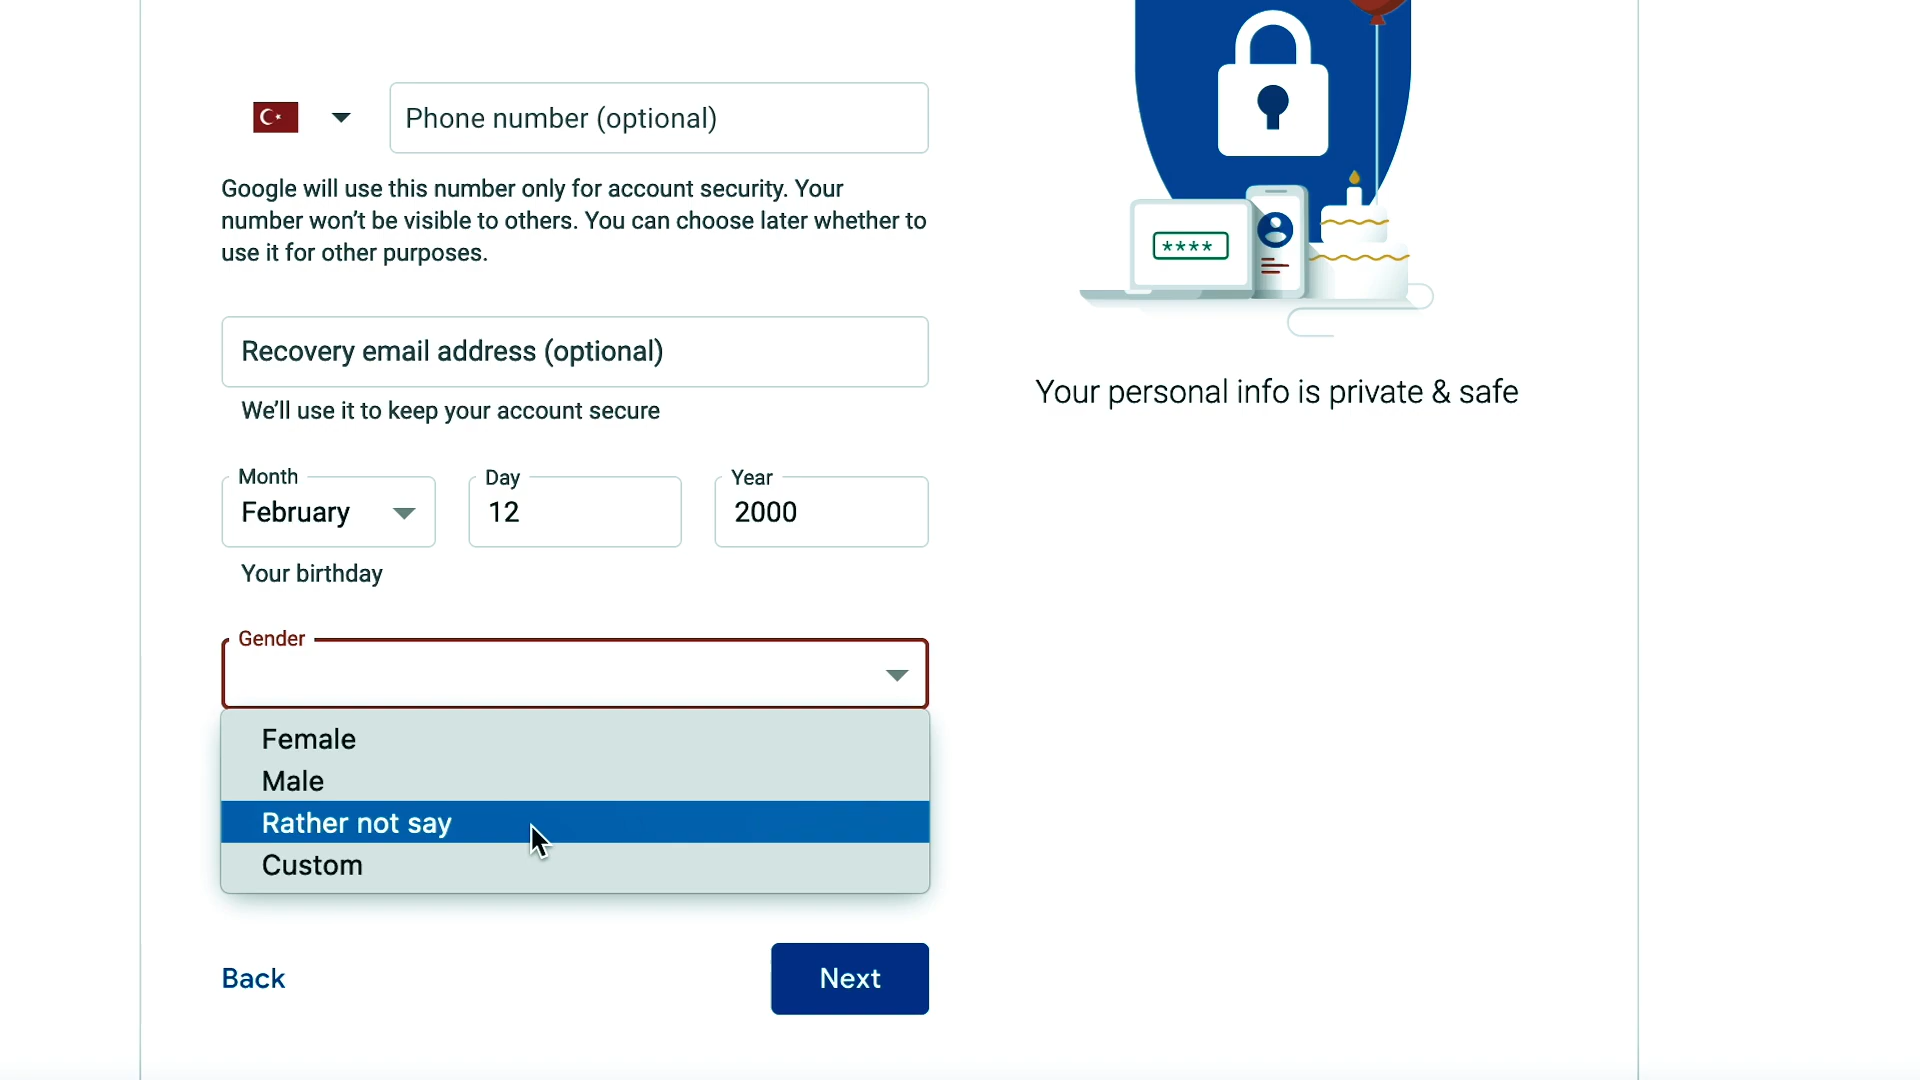 Phone number (optional)
Google will use this number only for account security. Your
number won't be visible to others. You can choose later whether to
use it for other purposes.
Recovery email address (optional)
We'll use it to keep your account secure
Month
February
Day
12
Year
2000
Your birthday
Gender
Female
Male
Rather not say
Custom
Back
Next
****
Your personal info is private & safe